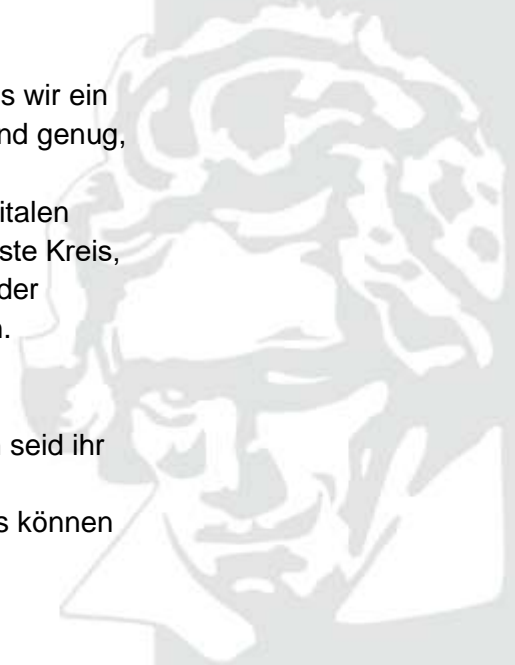 s wir ein
nd genug,
italen
ste Kreis,
der
n.
seid ihr
s können